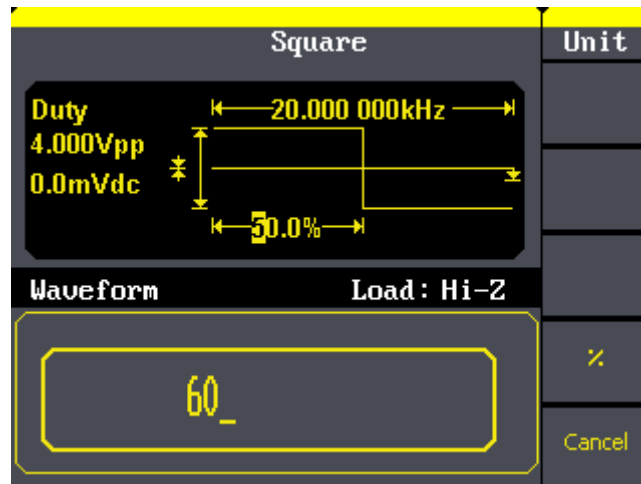 Square
Unit
Duty
20.000 000kHz
4.000Vpp
0.0mVdc
50.0%
Waveform
Load: Hi-Z
60_
%
Cancel